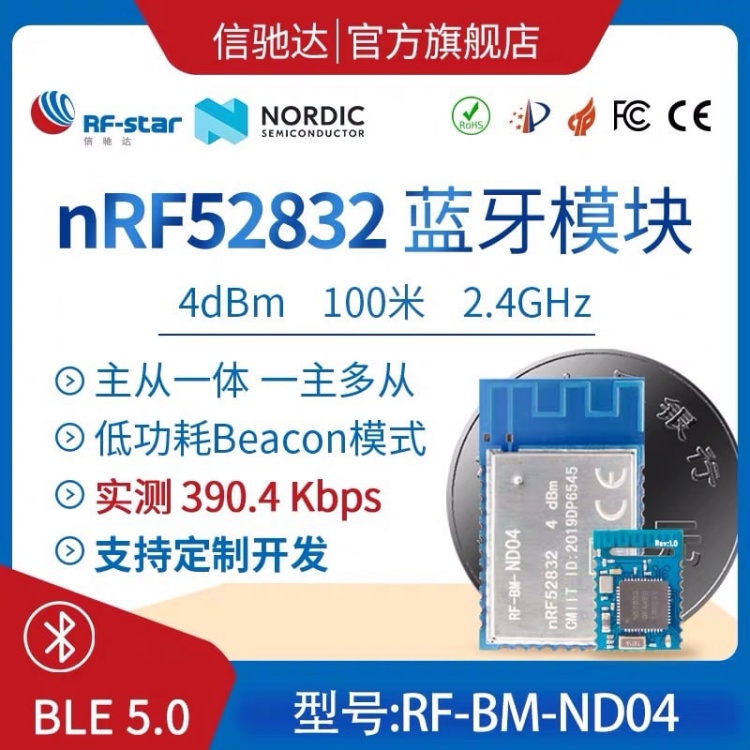 信驰达|官方旗舰店
RF-star
信驰达
NORDIC
SEMICONDUCTOR
RoHS
FC CE
nRF52832 蓝牙模块
4dBm 100米 2.4GHz
主从一体 一主多从
低功耗Beacon模式
实测 390.4 Kbps
支持定制开发
RF-BM-ND04
nRF52832 4 dBm
CMIIT ID:2019DP6545
CE
Rev:1.0
银行
BLE 5.0
型号:RF-BM-ND04